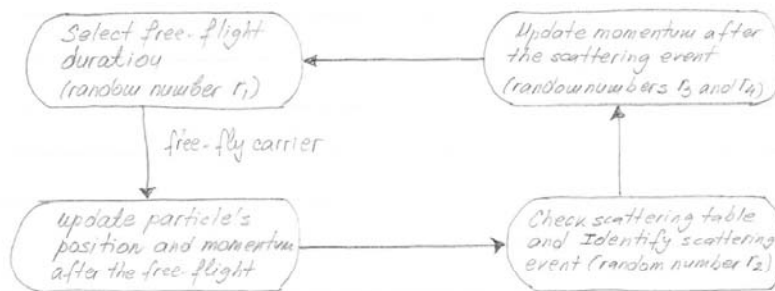 Select free-flight
duration
(random number r₁)
Update momentum after
the scattering event
(random numbers r₃ and r₄)
free-fly carrier
update particle's
position and momentum
after the free-flight
Check scattering table
and Identify scattering
event (random number r₂)